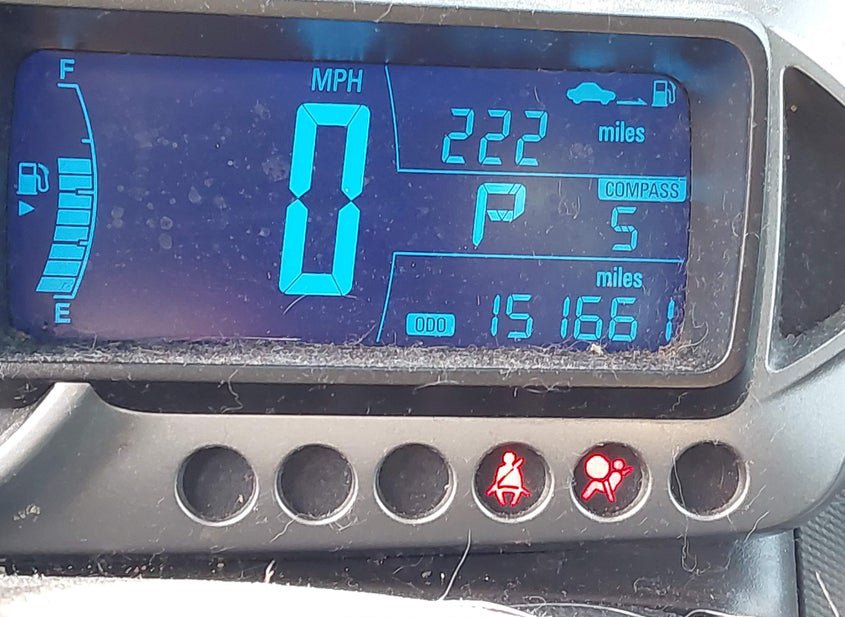 F
MPH
0
222 miles
COMPASS
P S
miles
E
ODO 151661